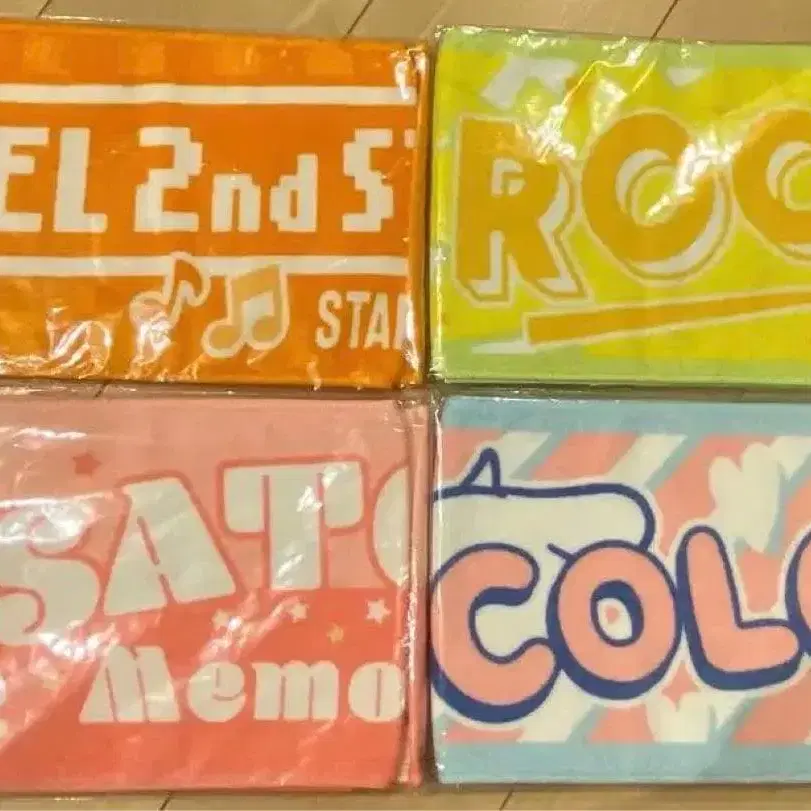 EL 2nd S
STA
ROO
SATO
Memo
COLO